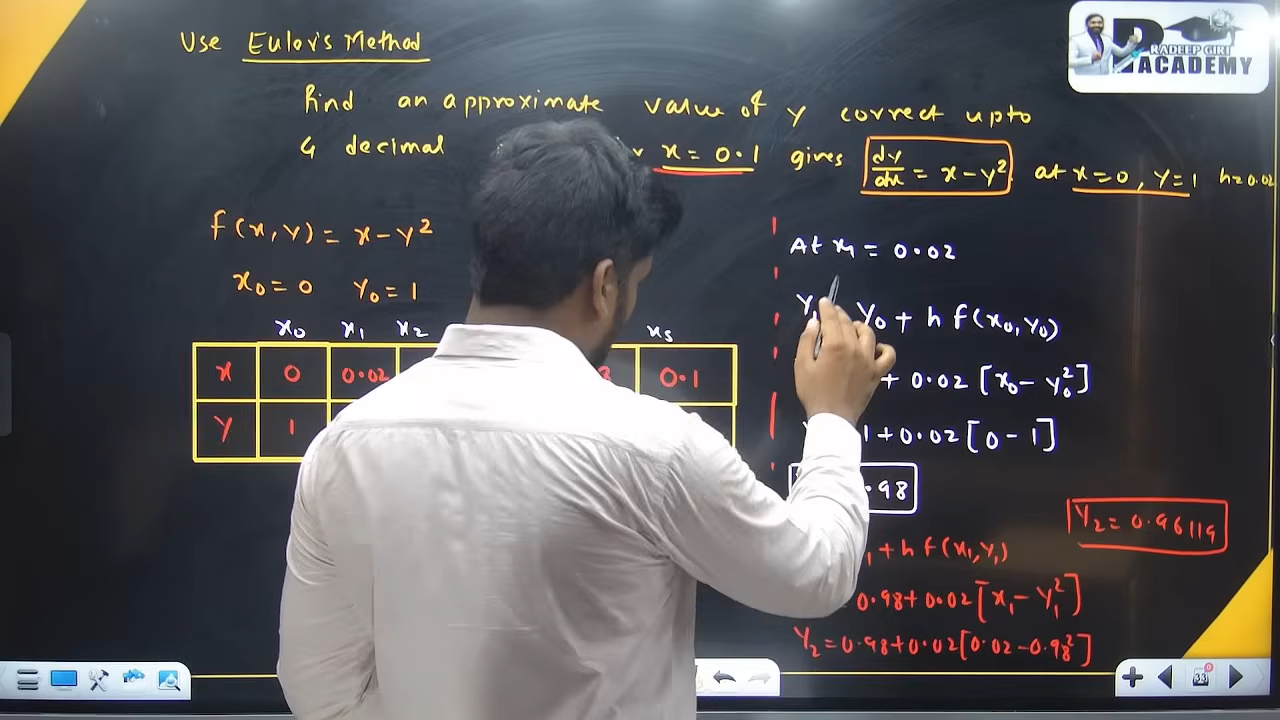 Use Euler's Method
Find an approximate value of y correct upto
4 decimal x = 0.1 gives dy/dx = x - y² at x=0, y=1 h=0.02
f(x,y) = x - y²
x₀ = 0 y₀ = 1
x₀ x₁ x₂ x₅
x 0 0.02 0.1
y 1
At x₁ = 0.02
y₀ + h f(x₀,y₀)
+ 0.02 [x₀ - y₀²]
1 + 0.02 [0 - 1]
.98
y₂ = 0.96119
+ h f(x₁,y₁)
0.98 + 0.02 [x₁ - y₁²]
y₂ = 0.98 + 0.02 [0.02 - 0.98²]
PRADEEP GIRI
ACADEMY
33